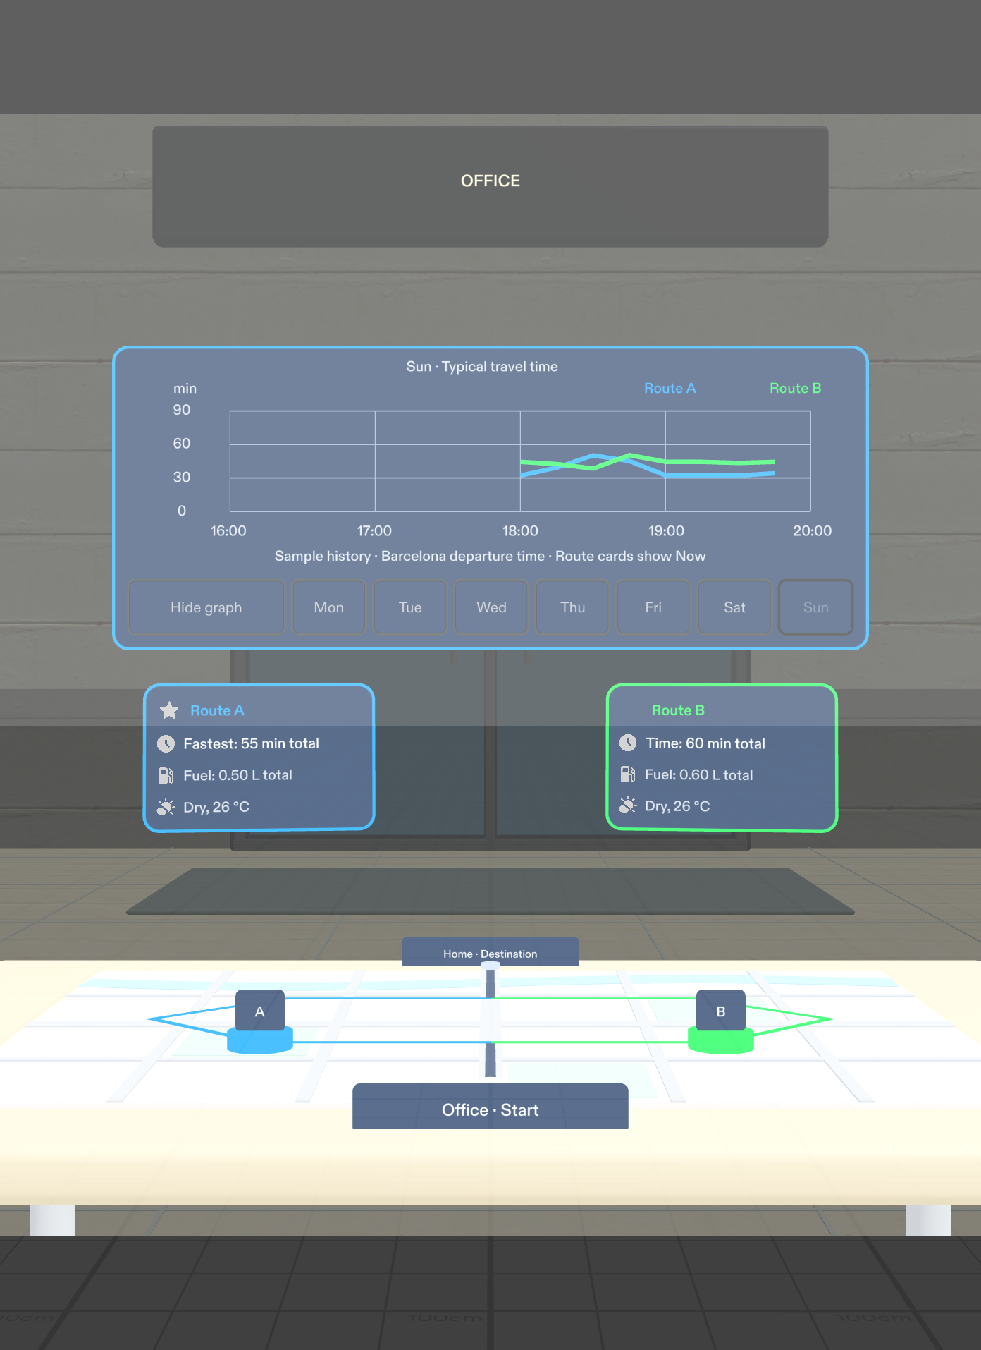 OFFICE
Sun · Typical travel time
min
Route A
Route B
90
60
30
0
16:00
17:00
18:00
19:00
20:00
Sample history · Barcelona departure time · Route cards show Now
Hide graph
Mon
Tue
Wed
Thu
Fri
Sat
Sun
Route A
Fastest: 55 min total
Fuel: 0.50 L total
Dry, 26 °C
Route B
Time: 60 min total
Fuel: 0.60 L total
Dry, 26 °C
Home · Destination
A
B
Office · Start
100cm
100cm